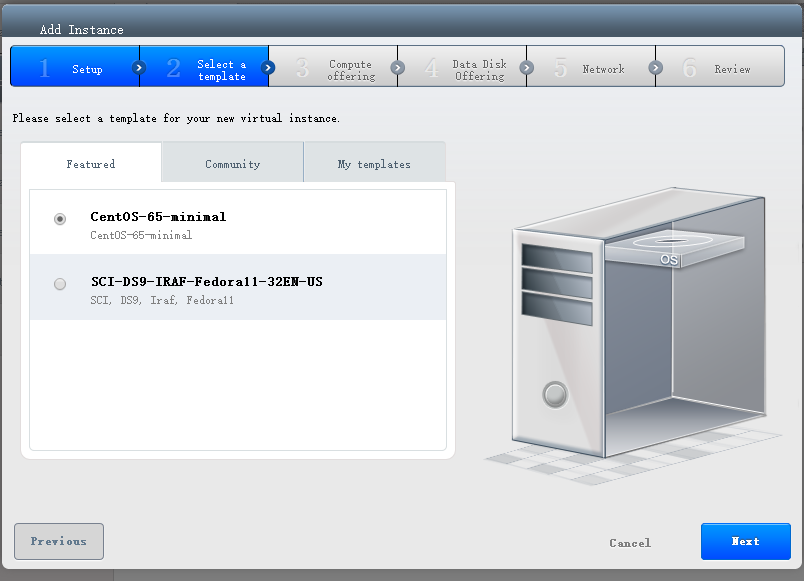 Add Instance
1 Setup
2 Select a
template
3 Compute
offering
4 Data Disk
Offering
5 Network
6 Review
Please select a template for your new virtual instance.
Featured
Community
My templates
CentOS-65-minimal
CentOS-65-minimal
SCI-DS9-IRAF-Fedora11-32EN-US
SCI, DS9, Iraf, Fedora11
OS
Previous
Cancel
Next